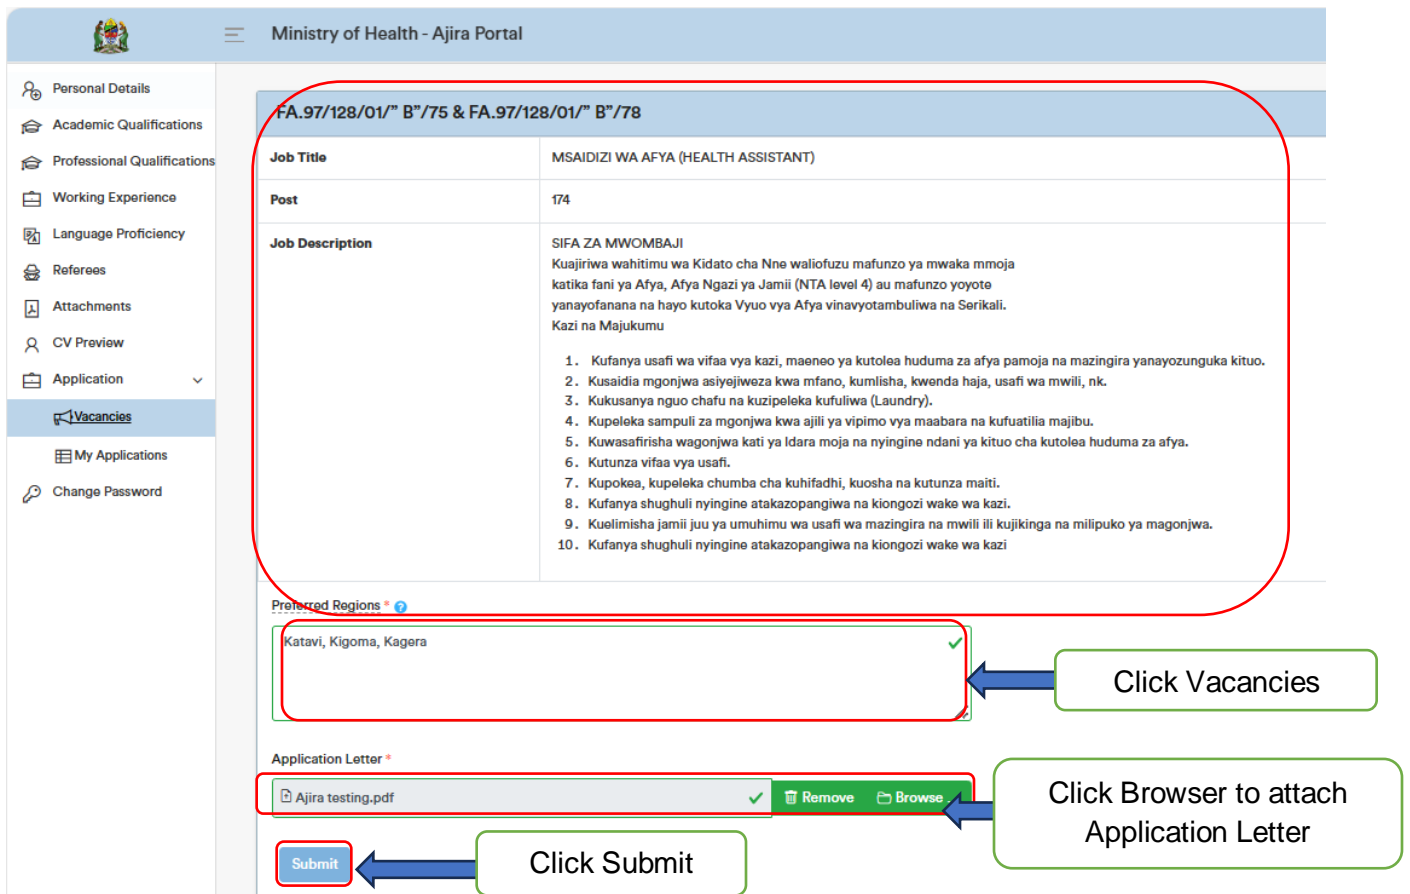 Ministry of Health - Ajira Portal
Personal Details
Academic Qualifications
Professional Qualifications
Working Experience
Language Proficiency
Referees
Attachments
CV Preview
Application
Vacancies
My Applications
Change Password
FA.97/128/01/” B”/75 & FA.97/128/01/” B”/78
Job Title
MSAIDIZI WA AFYA (HEALTH ASSISTANT)
Post
174
Job Description
SIFA ZA MWOMBAJI
Kuajiriwa wahitimu wa Kidato cha Nne waliofuzu mafunzo ya mwaka mmoja
katika fani ya Afya, Afya Ngazi ya Jamii (NTA level 4) au mafunzo yoyote
yanayofanana na hayo kutoka Vyuo vya Afya vinavyotambuliwa na Serikali.
Kazi na Majukumu
1. Kufanya usafi wa vifaa vya kazi, maeneo ya kutolea huduma za afya pamoja na mazingira yanayozunguka kituo.
2. Kusaidia mgonjwa asiyejiweza kwa mfano, kumlisha, kwenda haja, usafi wa mwili, nk.
3. Kukusanya nguo chafu na kuzipeleka kufuliwa (Laundry).
4. Kupeleka sampuli za mgonjwa kwa ajili ya vipimo vya maabara na kufuatilia majibu.
5. Kuwasafirisha wagonjwa kati ya Idara moja na nyingine ndani ya kituo cha kutolea huduma za afya.
6. Kutunza vifaa vya usafi.
7. Kupokea, kupeleka chumba cha kuhifadhi, kuosha na kutunza maiti.
8. Kufanya shughuli nyingine atakazopangiwa na kiongozi wake wa kazi.
9. Kuelimisha jamii juu ya umuhimu wa usafi wa mazingira na mwili ili kujikinga na milipuko ya magonjwa.
10. Kufanya shughuli nyingine atakazopangiwa na kiongozi wake wa kazi
Preferred Regions *
Katavi, Kigoma, Kagera
Click Vacancies
Application Letter *
Ajira testing.pdf
Remove
Browse ...
Click Browser to attach
Application Letter
Submit
Click Submit